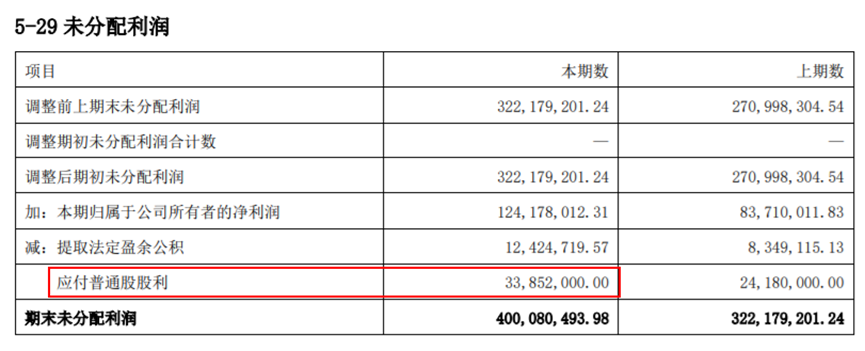 5-29 未分配利润
项目 本期数 上期数
调整前上期末未分配利润 322,179,201.24 270,998,304.54
调整期初未分配利润合计数 — —
调整后期初未分配利润 322,179,201.24 270,998,304.54
加：本期归属于公司所有者的净利润 124,178,012.31 83,710,011.83
减：提取法定盈余公积 12,424,719.57 8,349,115.13
应付普通股股利 33,852,000.00 24,180,000.00
期末未分配利润 400,080,493.98 322,179,201.24